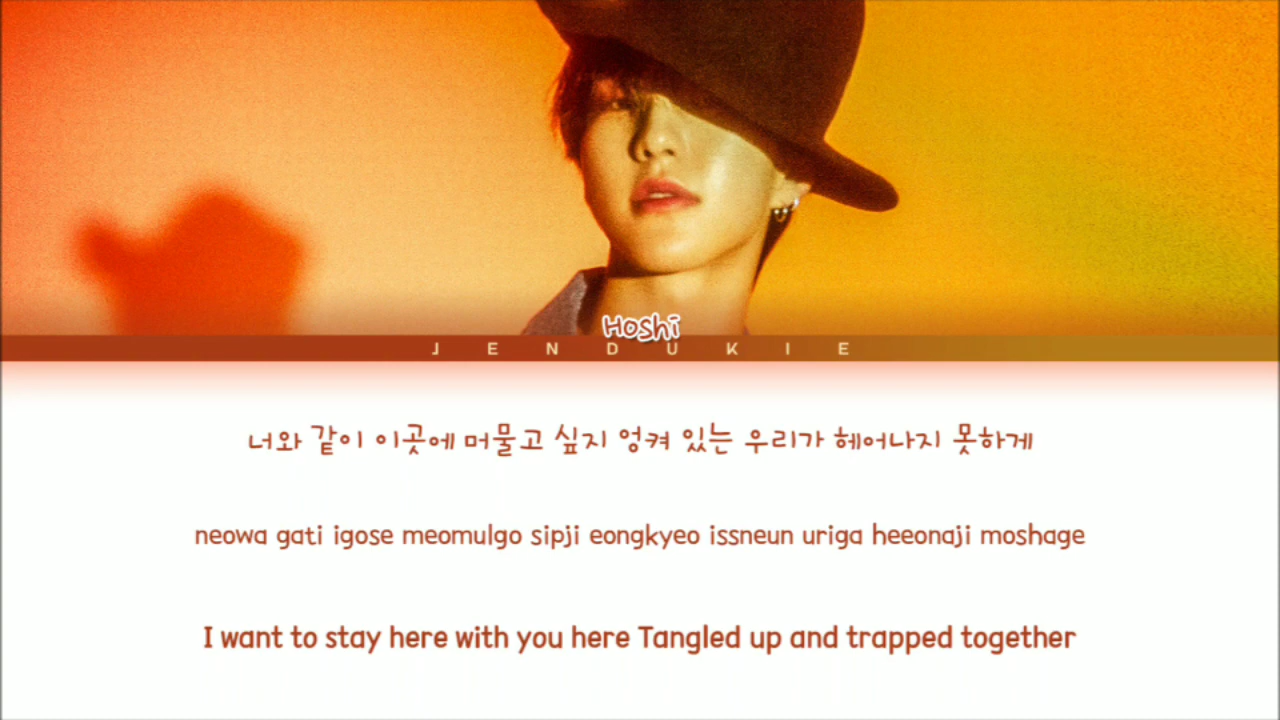 Hoshi
JENDUKIE
너와 같이 이곳에 머물고 싶지 엉켜 있는 우리가 헤어나지 못하게
neowa gati igose meomulgo sipji eongkyeo issneun uriga heeonaji moshage
I want to stay here with you here Tangled up and trapped together